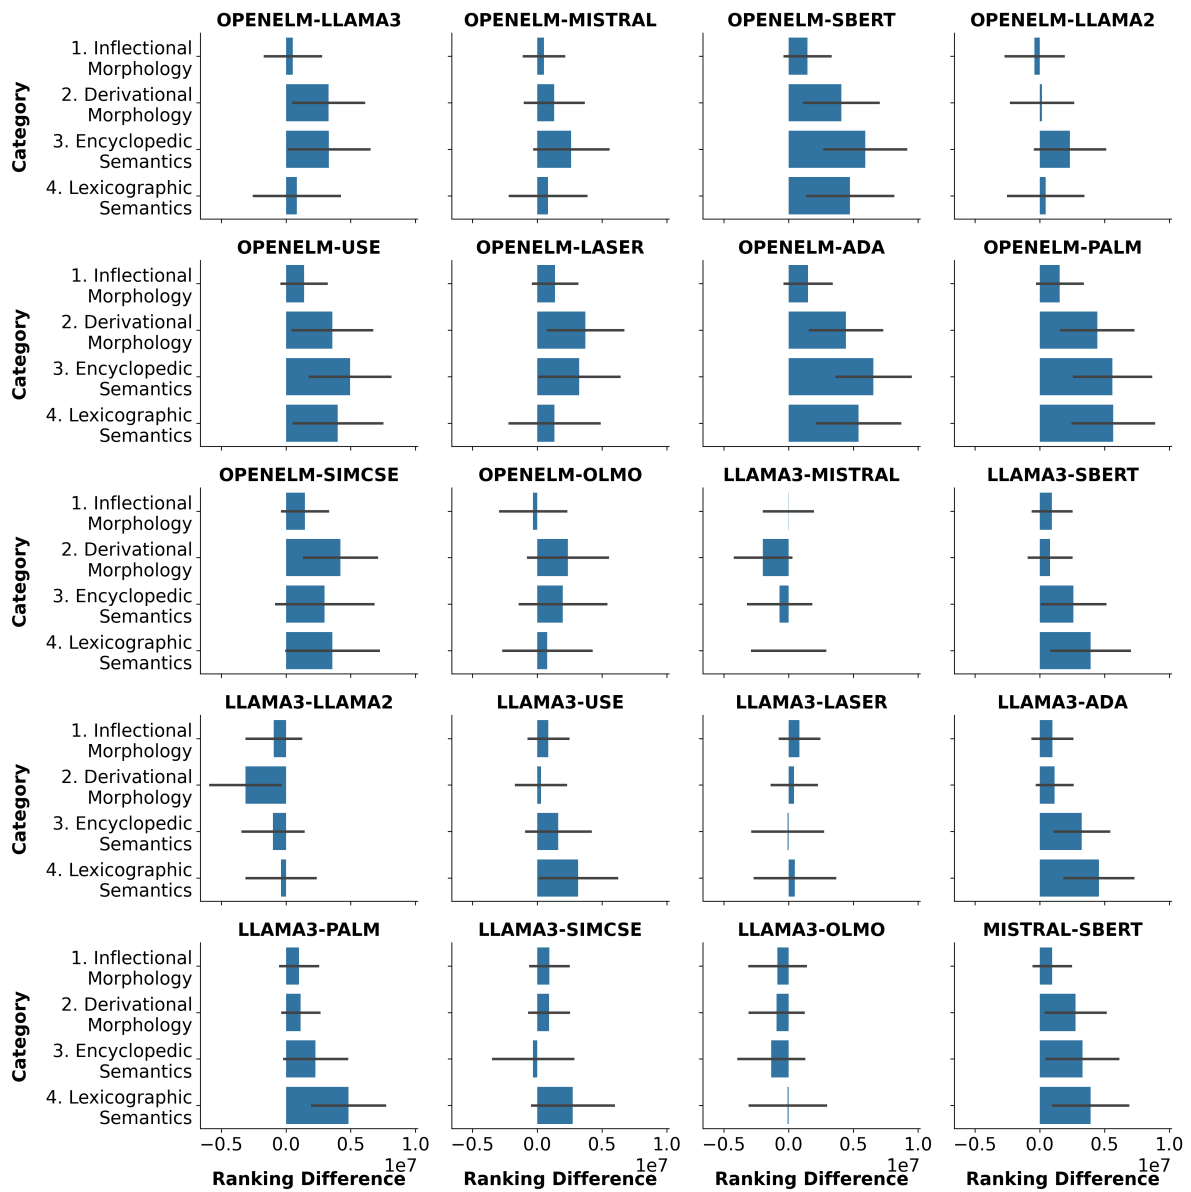 OPENELM-LLAMA3 OPENELM-MISTRAL OPENELM-SBERT OPENELM-LLAMA2
Category
1. Inflectional
Morphology
2. Derivational
Morphology
3. Encyclopedic
Semantics
4. Lexicographic
Semantics
OPENELM-USE OPENELM-LASER OPENELM-ADA OPENELM-PALM
Category
1. Inflectional
Morphology
2. Derivational
Morphology
3. Encyclopedic
Semantics
4. Lexicographic
Semantics
OPENELM-SIMCSE OPENELM-OLMO LLAMA3-MISTRAL LLAMA3-SBERT
Category
1. Inflectional
Morphology
2. Derivational
Morphology
3. Encyclopedic
Semantics
4. Lexicographic
Semantics
LLAMA3-LLAMA2 LLAMA3-USE LLAMA3-LASER LLAMA3-ADA
Category
1. Inflectional
Morphology
2. Derivational
Morphology
3. Encyclopedic
Semantics
4. Lexicographic
Semantics
LLAMA3-PALM LLAMA3-SIMCSE LLAMA3-OLMO MISTRAL-SBERT
Category
1. Inflectional
Morphology
2. Derivational
Morphology
3. Encyclopedic
Semantics
4. Lexicographic
Semantics
−0.5 0.0 0.5 1.0 −0.5 0.0 0.5 1.0 −0.5 0.0 0.5 1.0 −0.5 0.0 0.5 1.0
1e7 1e7 1e7 1e7
Ranking Difference Ranking Difference Ranking Difference Ranking Difference